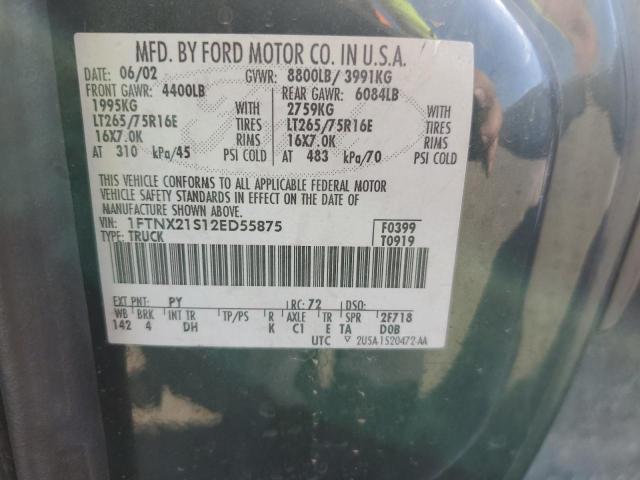 MFD. BY FORD MOTOR CO. IN U.S.A.
DATE: 06/02 GVWR: 8800LB/ 3991KG
FRONT GAWR: 4400LB REAR GAWR: 6084LB
1995KG WITH 2759KG WITH
LT265/75R16E TIRES LT265/75R16E TIRES
16X7.0K RIMS 16X7.0K RIMS
AT 310 kPa/45 PSI COLD AT 483 kPa/70 PSI COLD
THIS VEHICLE CONFORMS TO ALL APPLICABLE FEDERAL MOTOR
VEHICLE SAFETY STANDARDS IN EFFECT ON THE DATE OF
MANUFACTURE SHOWN ABOVE.
VIN: 1FTNX21S12ED55875 F0399
TYPE: TRUCK T0919
EXT PNT: PY RC: 72 DSO:
WB BRK INT TR TP/PS R AXLE TR SPR 2F718
142 4 DH K C1 E TA D0B
UTC ▽ 2U5A-1520472-AA